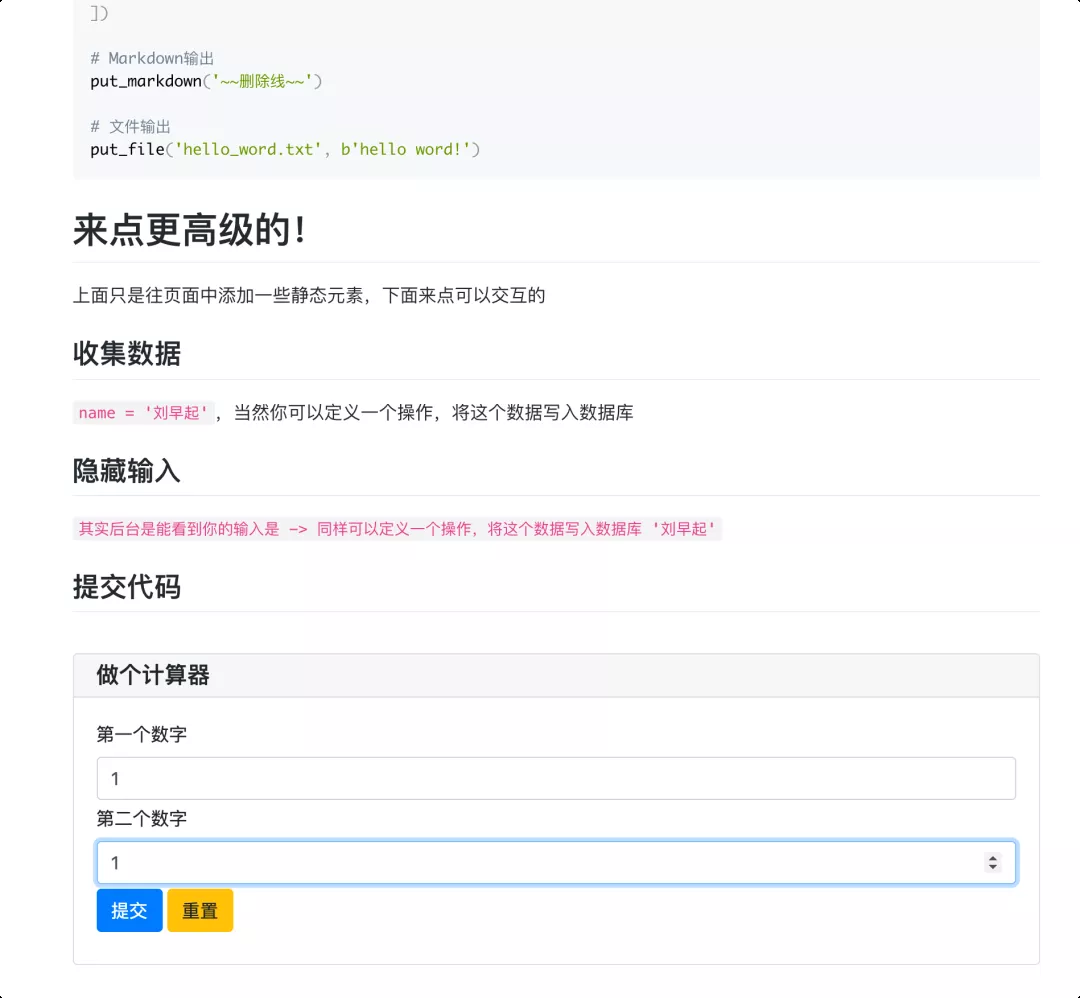 ])
# Markdown输出
put_markdown('~~删除线~~')
# 文件输出
put_file('hello_word.txt', b'hello word!')
来点更高级的！
上面只是往页面中添加一些静态元素，下面来点可以交互的
收集数据
name = '刘早起'，当然你可以定义一个操作，将这个数据写入数据库
隐藏输入
其实后台是能看到你的输入是 -> 同样可以定义一个操作，将这个数据写入数据库 '刘早起'
提交代码
做个计算器
第一个数字
1
第二个数字
1
提交 重置